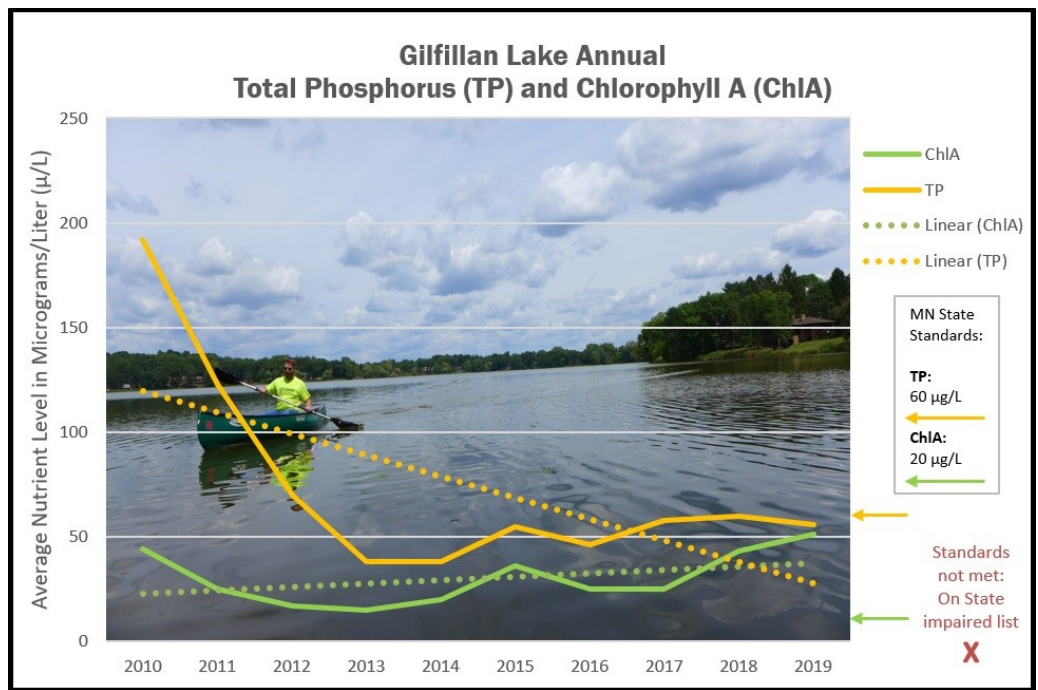 Gilfillan Lake Annual
Total Phosphorus (TP) and Chlorophyll A (ChlA)
Average Nutrient Level in Micrograms/Liter (µ/L)
250
200
150
100
50
0
2010 2011 2012 2013 2014 2015 2016 2017 2018 2019
ChlA
TP
Linear (ChlA)
Linear (TP)
MN State
Standards:
TP:
60 µg/L
ChlA:
20 µg/L
Standards
not met:
On State
impaired list
X